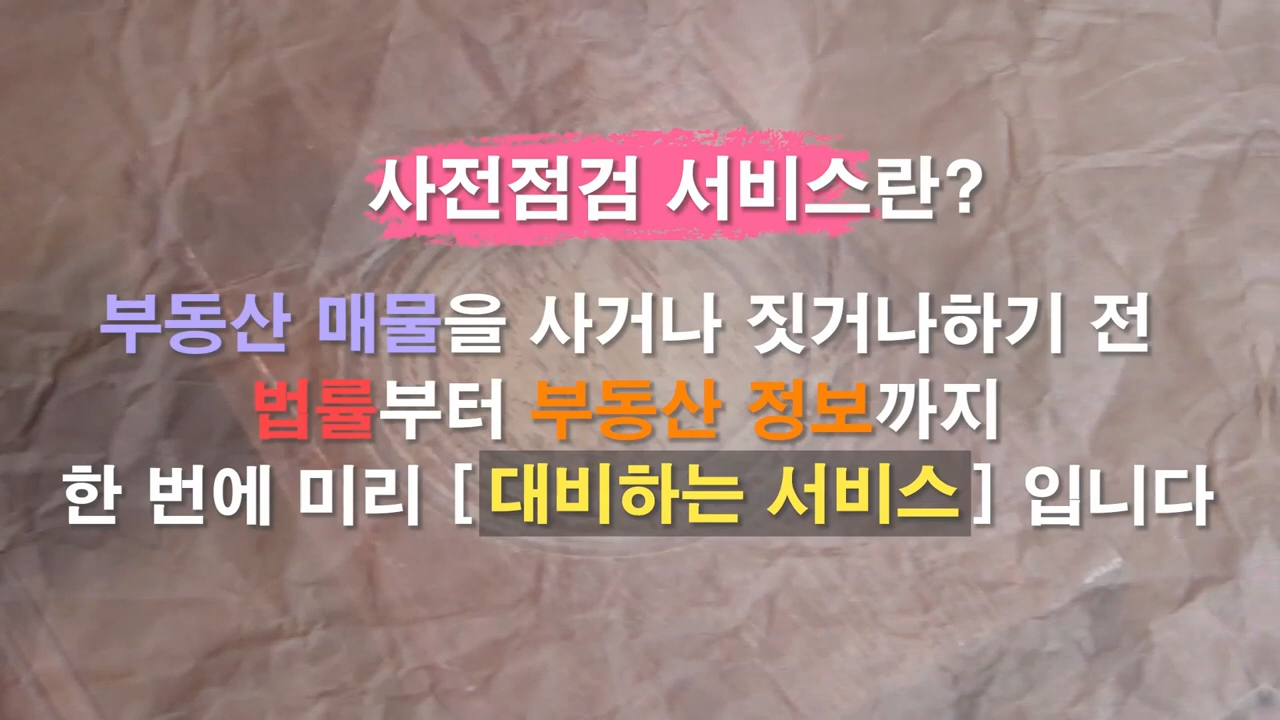 사전점검 서비스란?
부동산 매물을 사거나 짓거나하기 전
법률부터 부동산 정보까지
한 번에 미리 [대비하는 서비스] 입니다